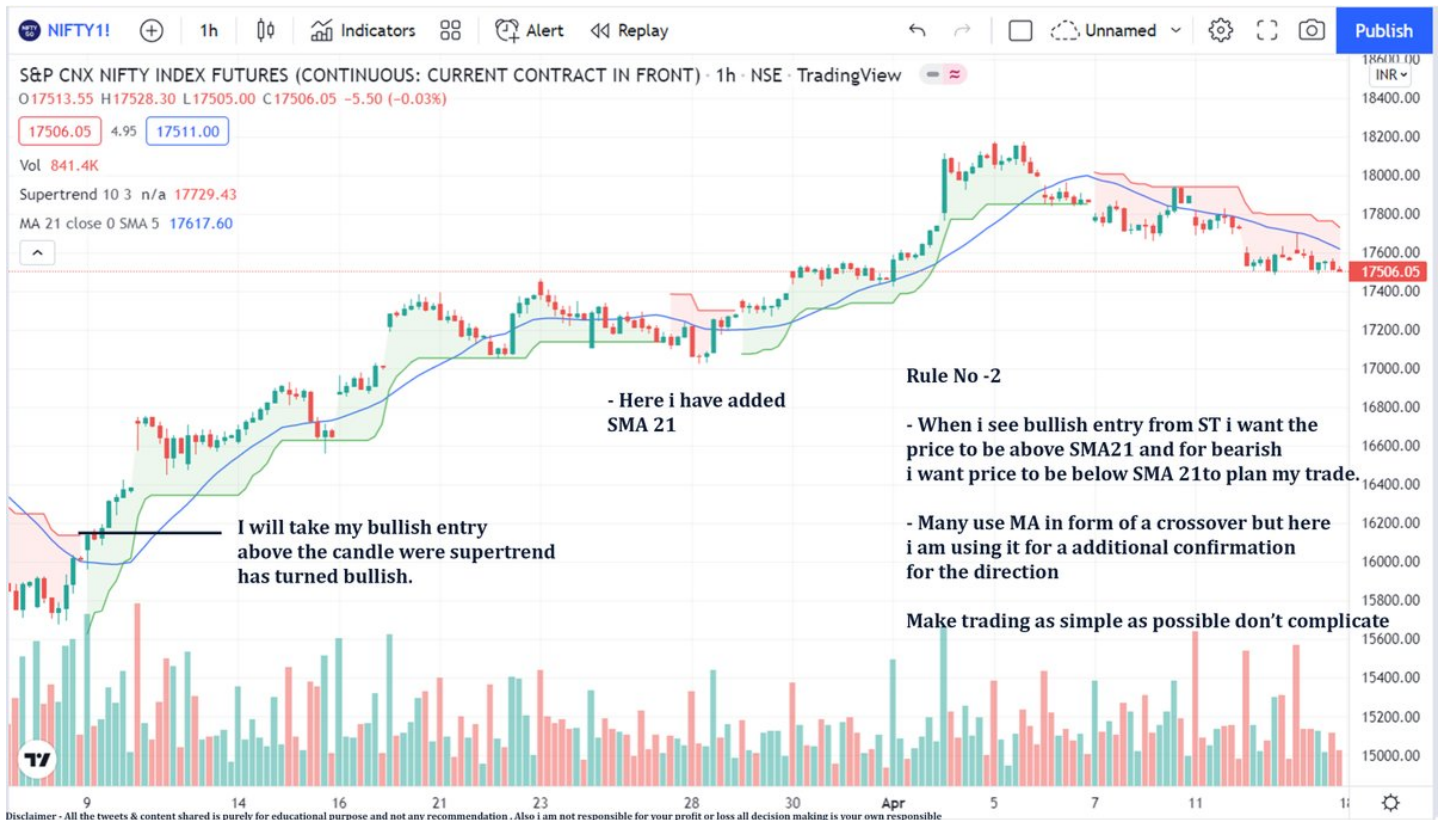 NIFTY 50 NIFTY1! 1h Indicators Alert Replay Unnamed Publish
S&P CNX NIFTY INDEX FUTURES (CONTINUOUS: CURRENT CONTRACT IN FRONT) · 1h · NSE · TradingView
O17513.55 H17528.30 L17505.00 C17506.05 −5.50 (−0.03%)
17506.05 4.95 17511.00
Vol 841.4K
Supertrend 10 3 n/a 17729.43
MA 21 close 0 SMA 5 17617.60
18600.00
INR
18400.00
18200.00
18000.00
17800.00
17600.00
17506.05
17400.00
17200.00
17000.00
16800.00
16600.00
16400.00
16200.00
16000.00
15800.00
15600.00
15400.00
15200.00
15000.00
- Here i have added
SMA 21
Rule No -2
- When i see bullish entry from ST i want the
price to be above SMA21 and for bearish
i want price to be below SMA 21to plan my trade.
- Many use MA in form of a crossover but here
i am using it for a additional confirmation
for the direction
Make trading as simple as possible don't complicate
I will take my bullish entry
above the candle were supertrend
has turned bullish.
9 14 16 21 23 28 30 Apr 5 7 11 18
Disclaimer - All the tweets & content shared is purely for educational purpose and not any recommendation . Also i am not responsible for your profit or loss all decision making is your own responsible